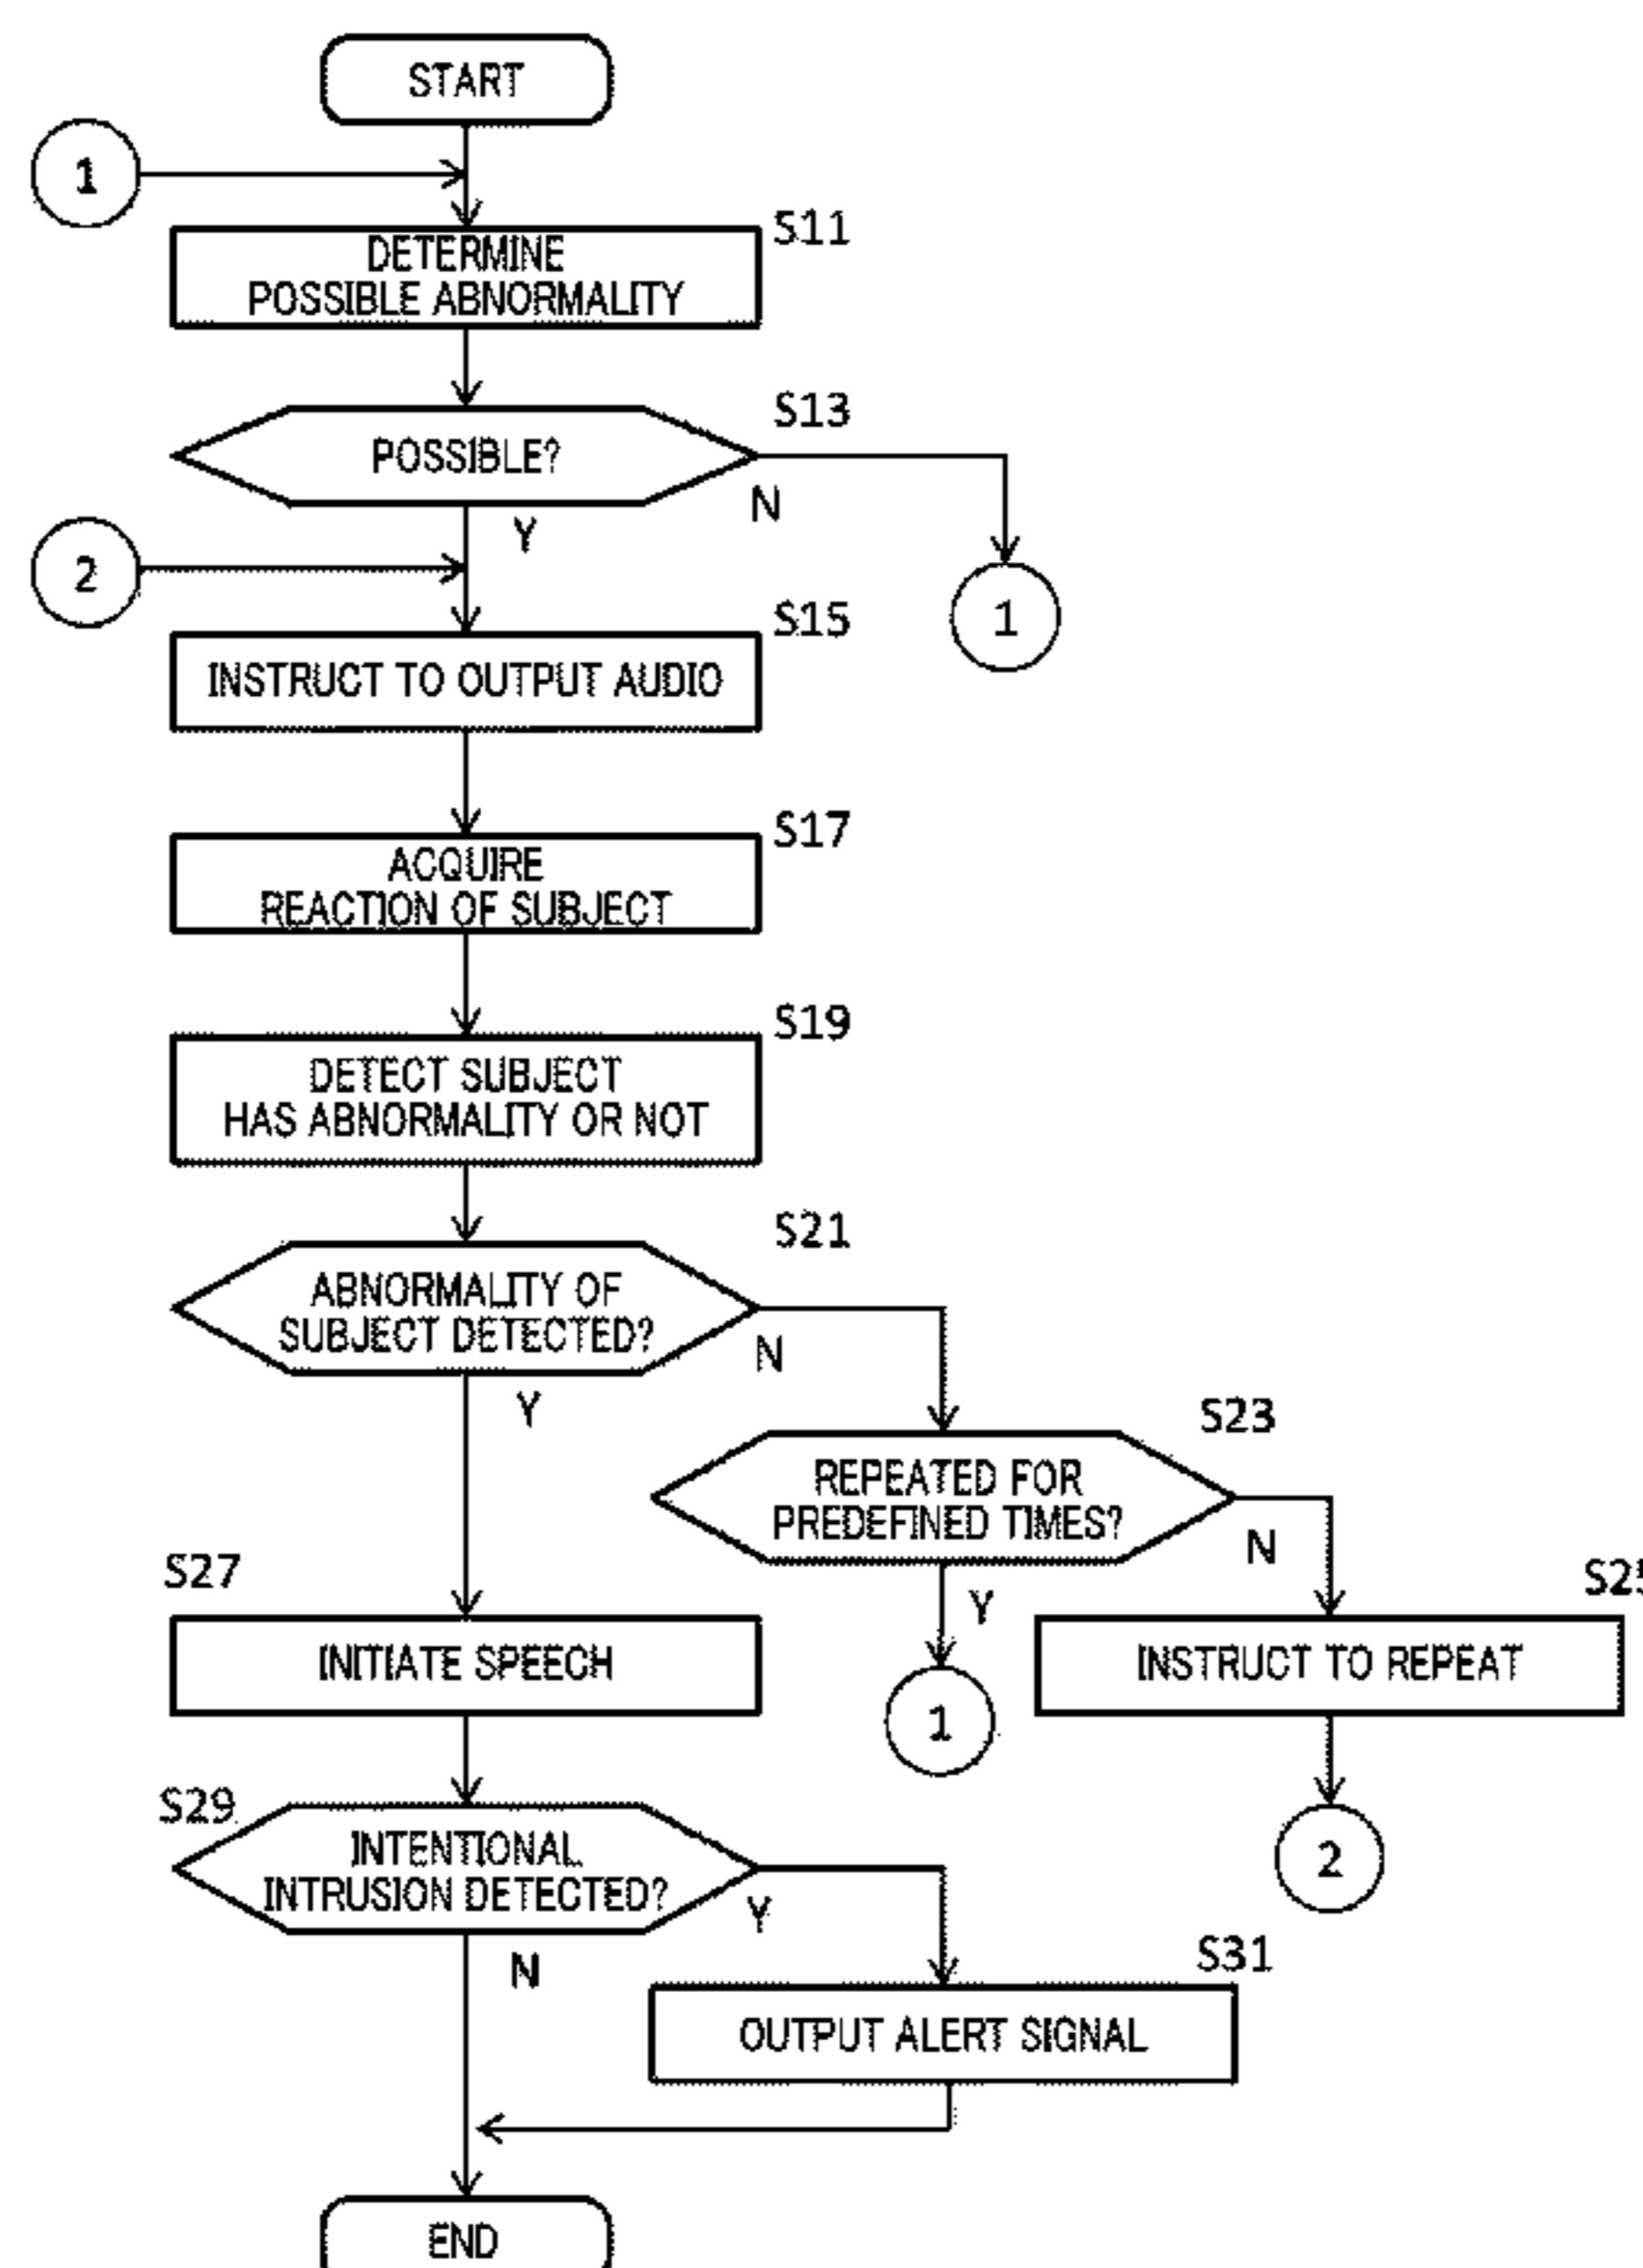 START
1
S11
DETERMINE
POSSIBLE ABNORMALITY
S13
POSSIBLE?
N
Y
2
1
S15
INSTRUCT TO OUTPUT AUDIO
S17
ACQUIRE
REACTION OF SUBJECT
S19
DETECT SUBJECT
HAS ABNORMALITY OR NOT
S21
ABNORMALITY OF
SUBJECT DETECTED?
N
Y
S23
REPEATED FOR
PREDEFINED TIMES?
N
Y
S27
INITIATE SPEECH
1
S25
INSTRUCT TO REPEAT
2
S29
INTENTIONAL
INTRUSION DETECTED?
Y
N
S31
OUTPUT ALERT SIGNAL
END